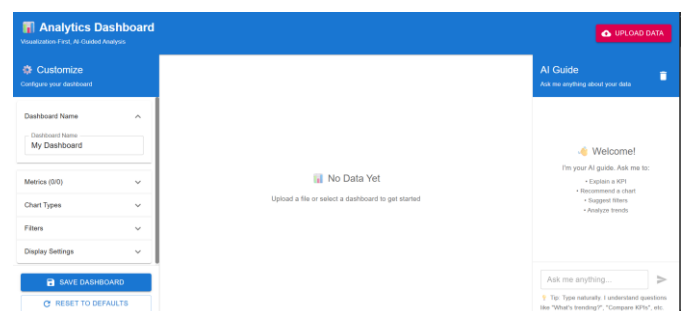 Analytics Dashboard
Visualization-First, AI-Guided Analysis
UPLOAD DATA
Customize
Configure your dashboard
Dashboard Name
Dashboard Name
My Dashboard
Metrics (0/0)
Chart Types
Filters
Display Settings
SAVE DASHBOARD
RESET TO DEFAULTS
No Data Yet
Upload a file or select a dashboard to get started
AI Guide
Ask me anything about your data
Welcome!
I'm your AI guide. Ask me to:
• Explain a KPI
• Recommend a chart
• Suggest filters
• Analyze trends
Ask me anything...
Tip: Type naturally. I understand questions
like "What's trending?", "Compare KPIs", etc.